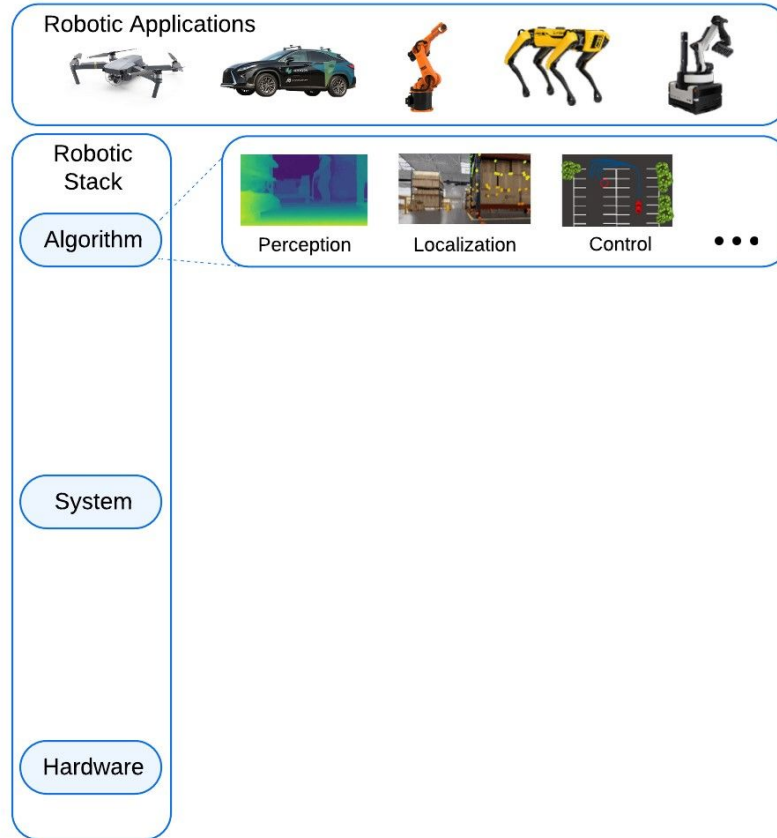 Robotic Applications
Robotic
Stack
Algorithm
Perception
Localization
Control
System
Hardware